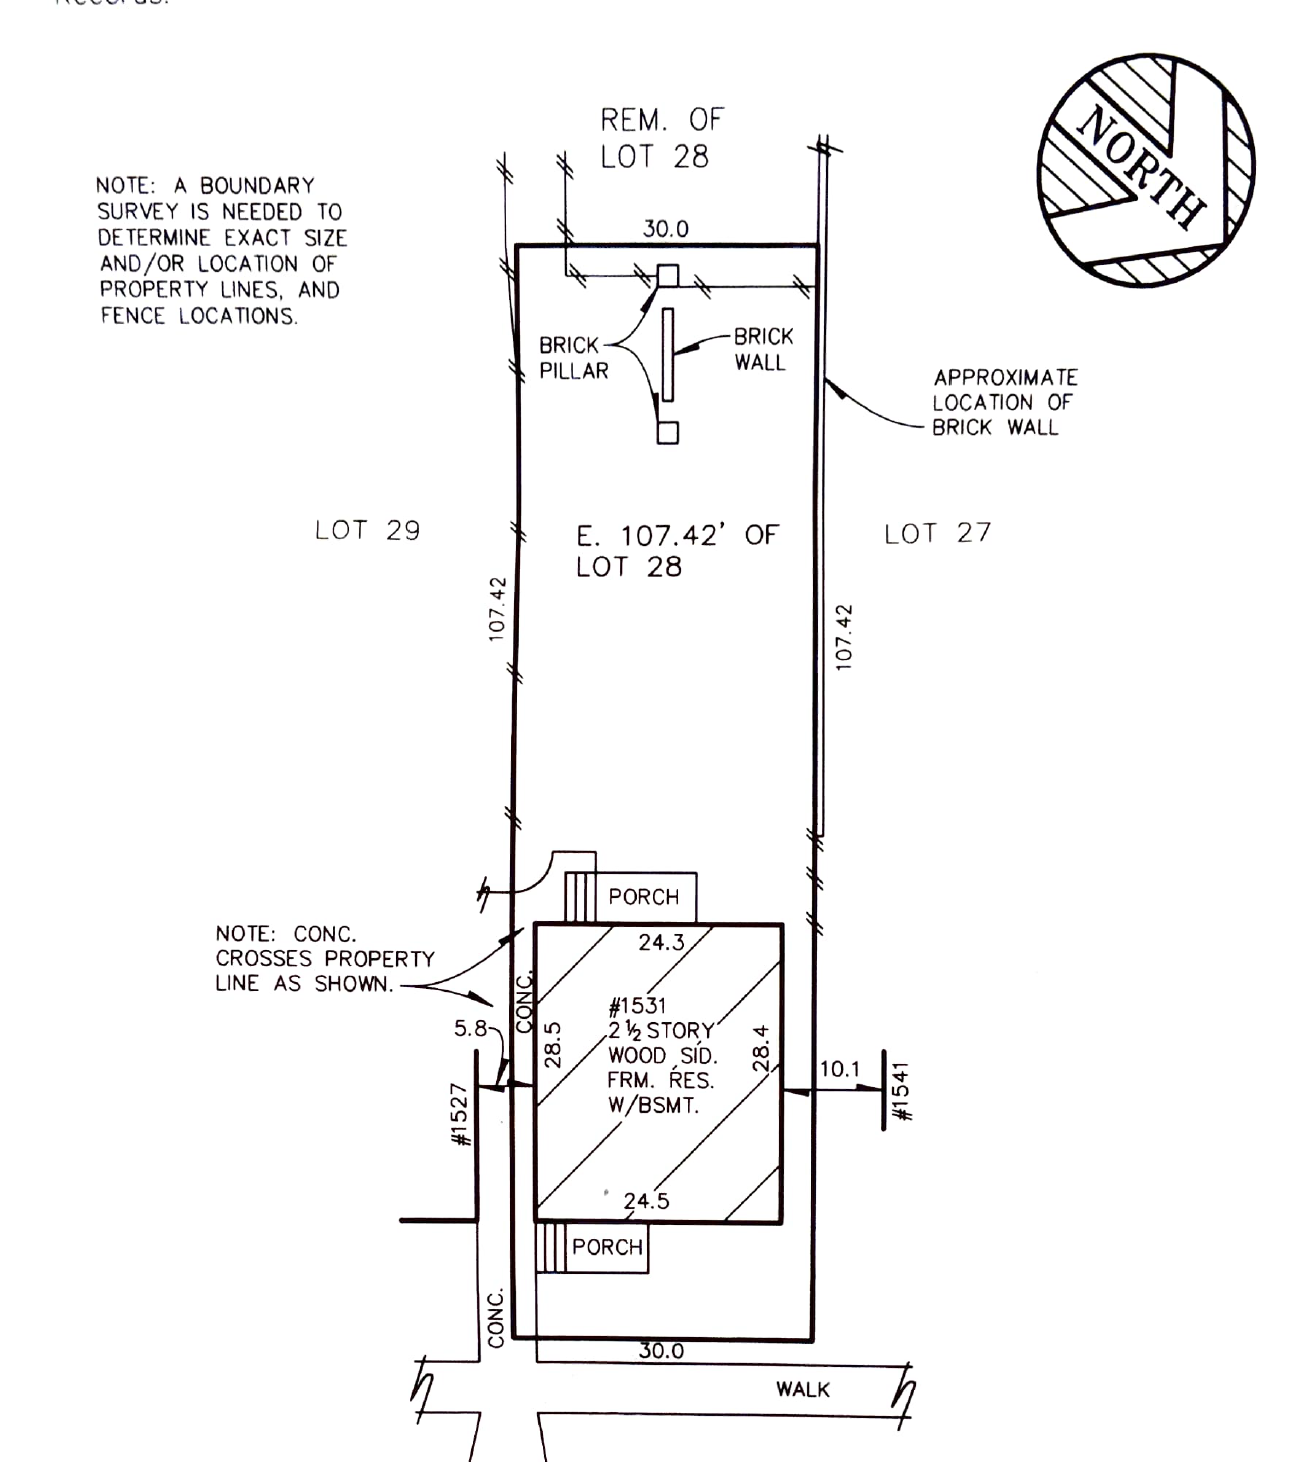 Records.
REM. OF
LOT 28
NORTH
NOTE: A BOUNDARY
SURVEY IS NEEDED TO
DETERMINE EXACT SIZE
AND/OR LOCATION OF
PROPERTY LINES, AND
FENCE LOCATIONS.
30.0
BRICK
PILLAR
BRICK
WALL
APPROXIMATE
LOCATION OF
BRICK WALL
LOT 29
E. 107.42' OF
LOT 28
LOT 27
107.42
107.42
PORCH
NOTE: CONC.
CROSSES PROPERTY
LINE AS SHOWN.
24.3
CONC.
28.5
#1531
2 ½ STORY
WOOD SID.
FRM. RES.
W/BSMT.
28.4
5.8
10.1
#1527
#1541
24.5
PORCH
CONC.
30.0
WALK